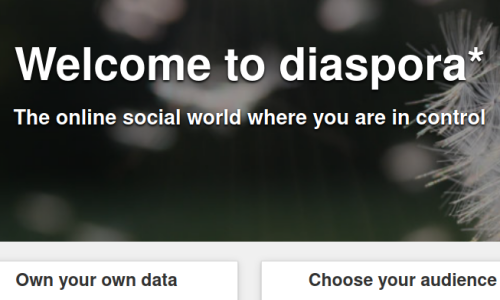 Welcome to diaspora*
The online social world where you are in control
Own your own data
Choose your audience